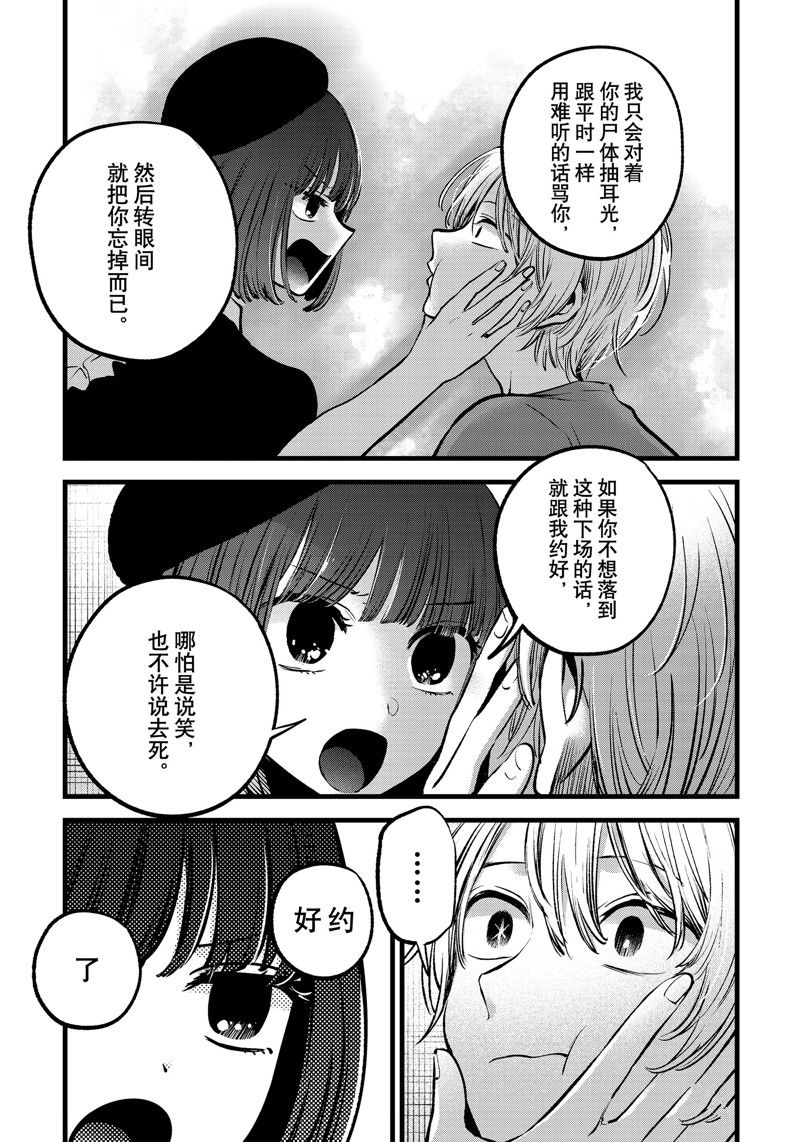 我只会对着
你的尸体抽耳光，
跟平时一样
用难听的话骂你，
然后转眼间
就把你忘掉而已。
如果你不想落到
这种下场的话，
就跟我约好，
哪怕是说笑，
也不许说去死。
……
约好
了